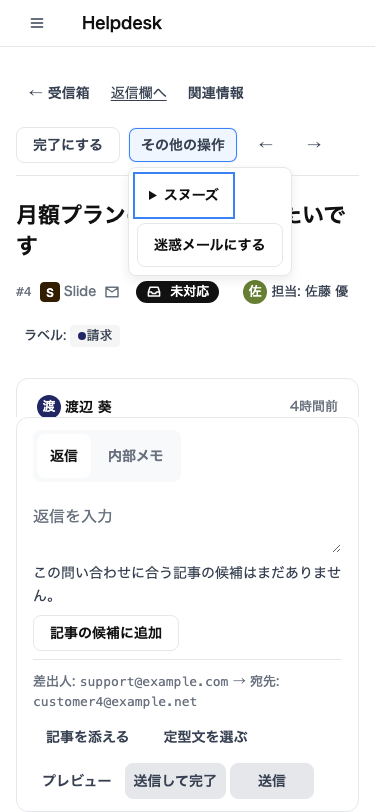 Helpdesk
← 受信箱 返信欄へ 関連情報
完了にする その他の操作 ← →
▶ スヌーズ
迷惑メールにする
月額プラン
たいで
す
#4 S Slide 未対応 佐 担当: 佐藤 優
ラベル: 請求
渡 渡辺 葵 4時間前
返信 内部メモ
返信を入力
この問い合わせに合う記事の候補はまだありませ
ん。
記事の候補に追加
差出人: support@example.com → 宛先:
customer4@example.net
記事を添える 定型文を選ぶ
プレビュー 送信して完了 送信